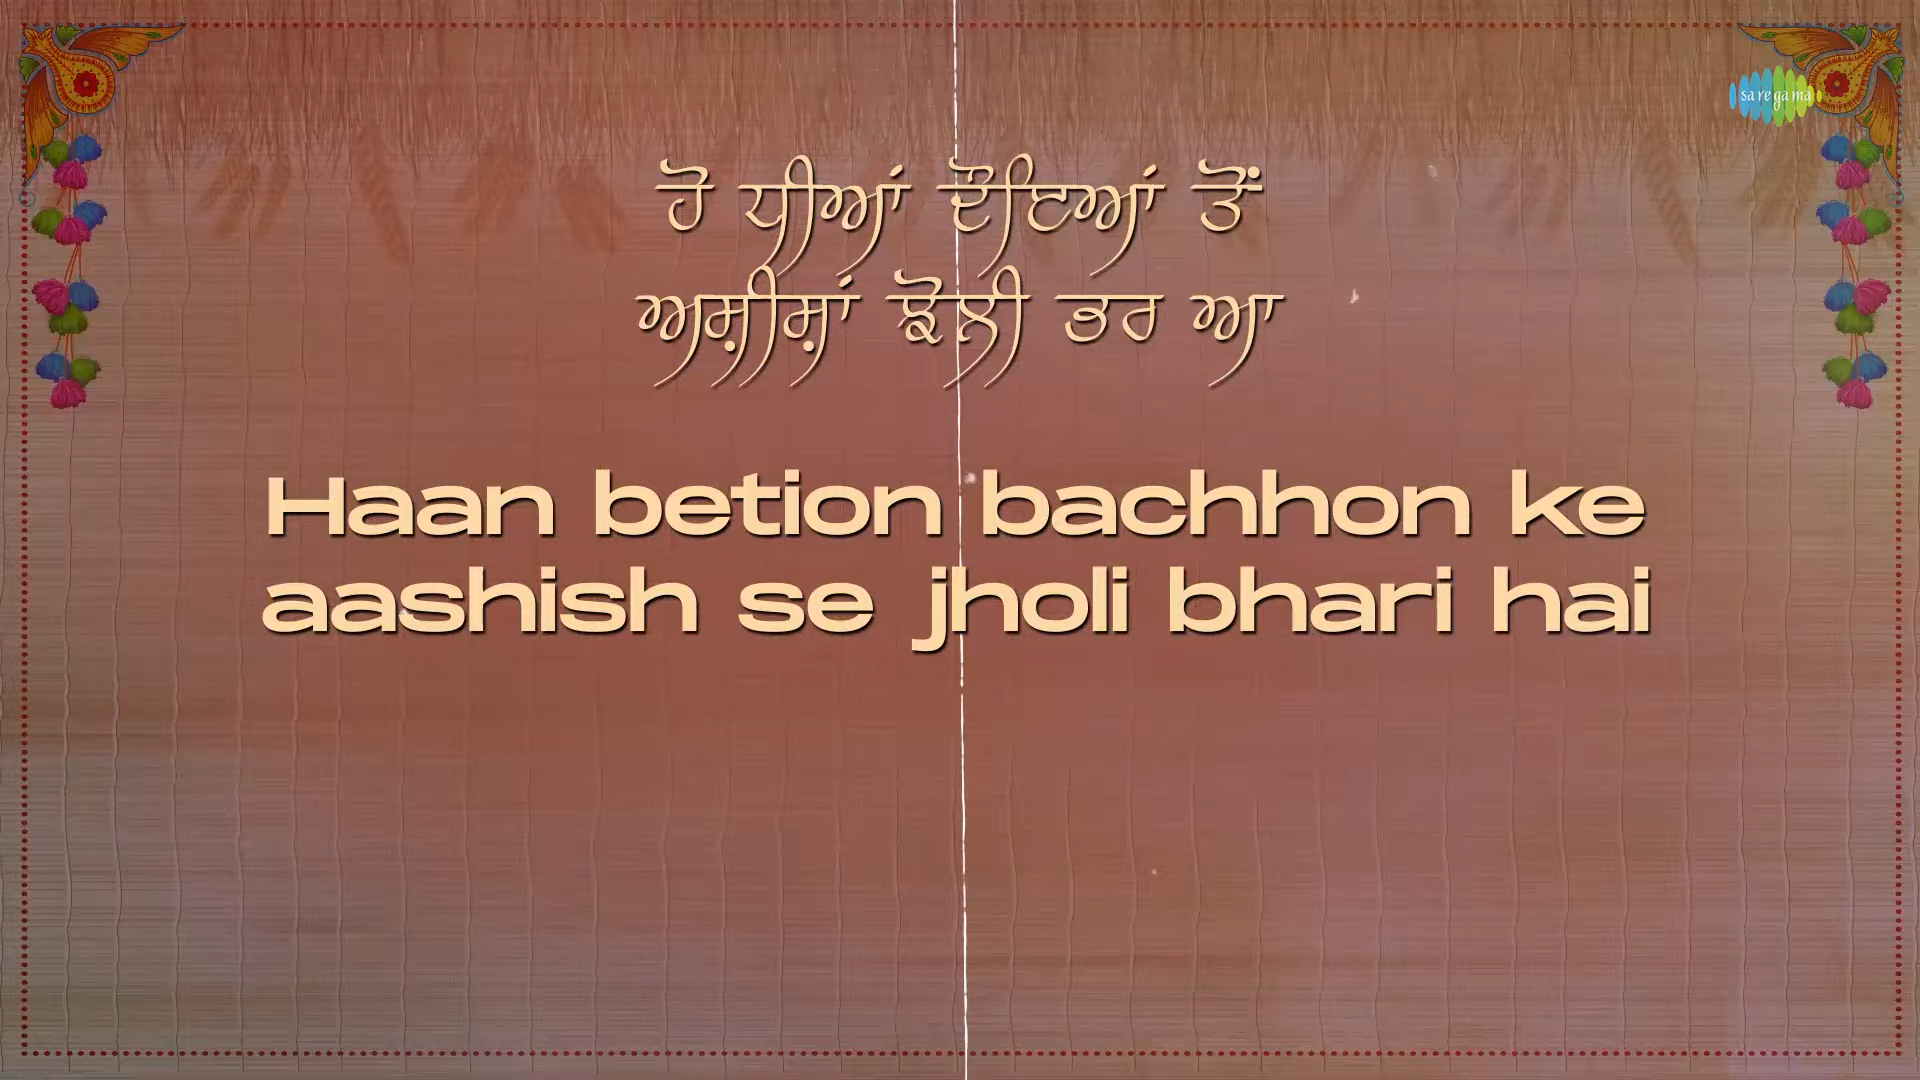 saregama
ਹੋ ਧੀਆਂ ਦੌਣਿਆਂ ਤੋਂ
ਅਸ਼ੀਸ਼ਾਂ ਝੋਲੀ ਭਰ ਆ
Haan betion bachhon ke
aashish se jholi bhari hai